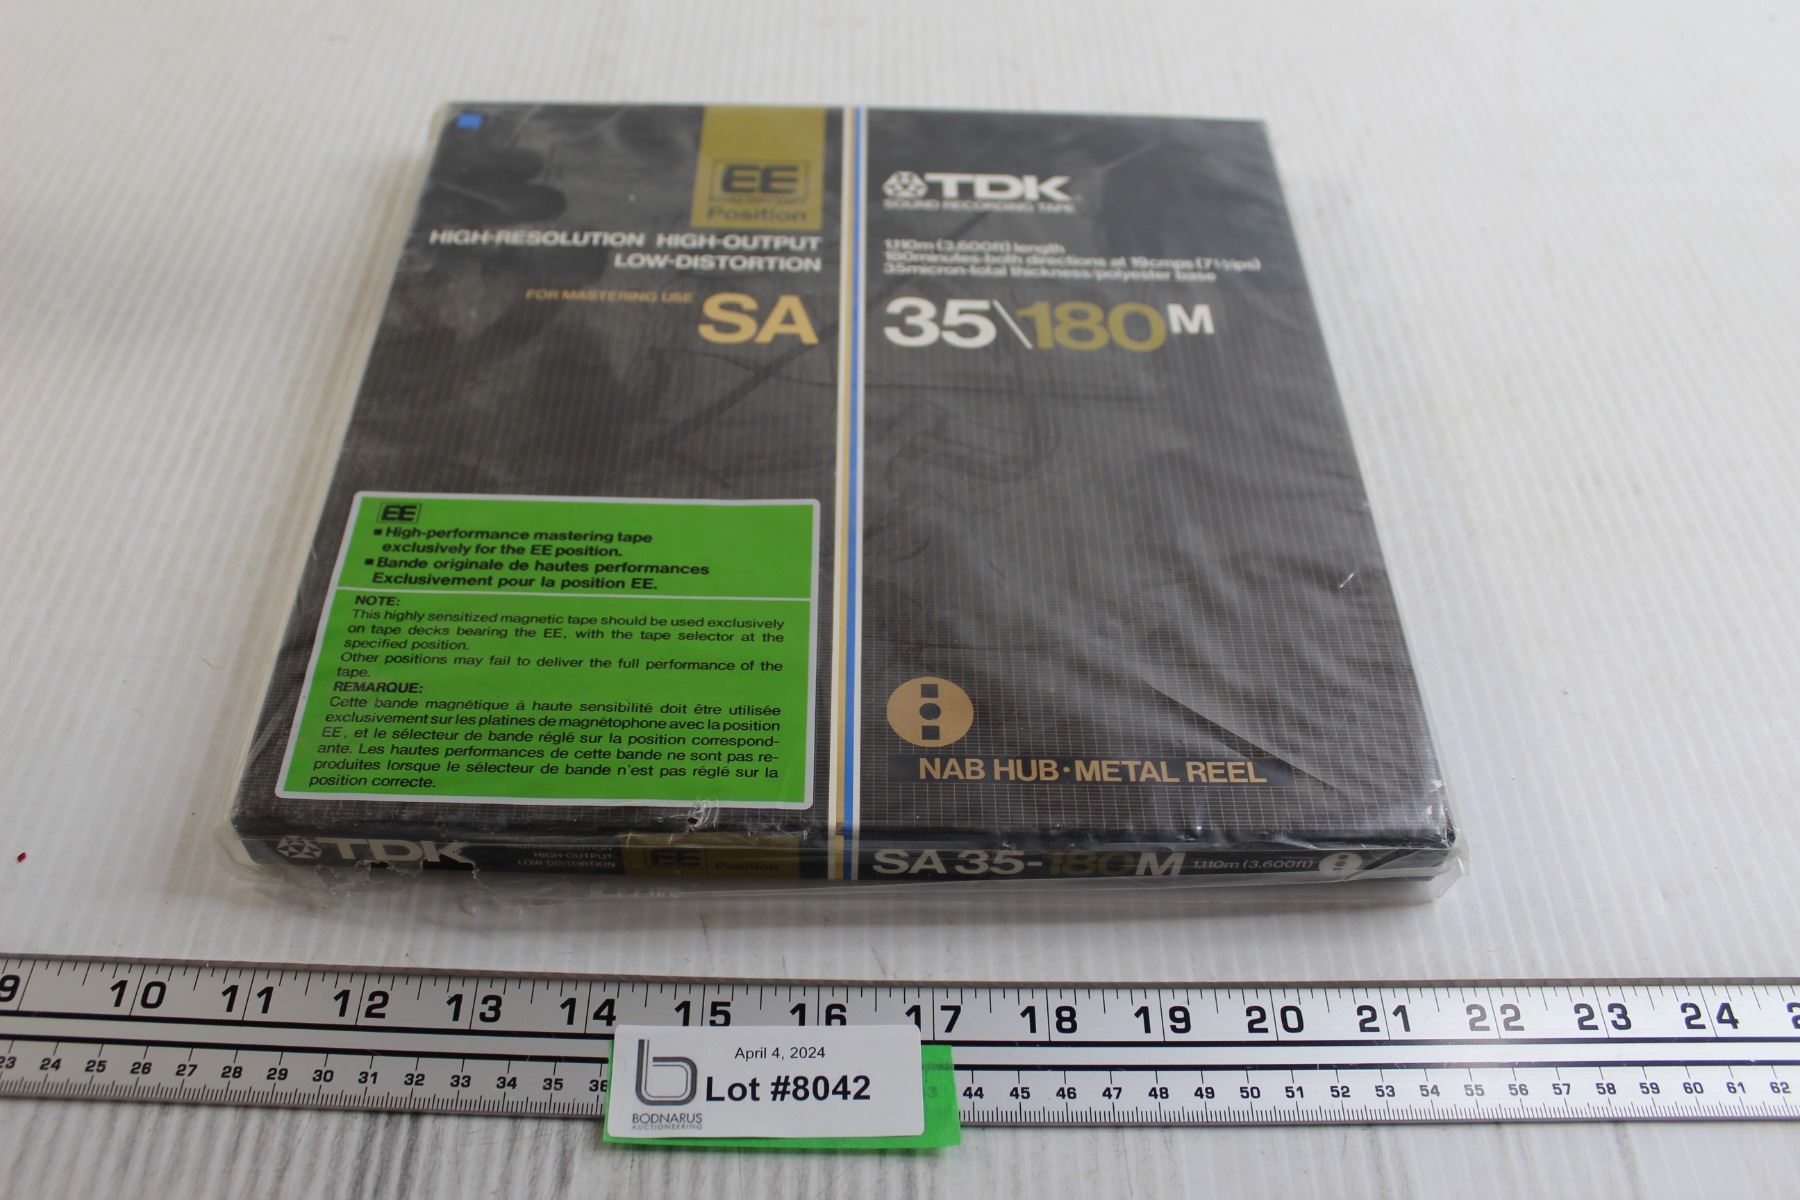 EE
Position
HIGH-RESOLUTION HIGH-OUTPUT
LOW-DISTORTION
FOR MASTERING USE
SA
TDK
SOUND RECORDING TAPE
1,110m (3,600ft) length
180minutes-both directions at 19cmps (7½ips)
35micron-total thickness/polyester base
35\180M
EE
▪ High-performance mastering tape
exclusively for the EE position.
▪ Bande originale de hautes performances
Exclusivement pour la position EE.
NOTE:
This highly sensitized magnetic tape should be used exclusively
on tape decks bearing the EE, with the tape selector at the
specified position.
Other positions may fail to deliver the full performance of the
tape.
REMARQUE:
Cette bande magnétique à haute sensibilité doit être utilisée
exclusivement sur les platines de magnétophone avec la position
EE, et le sélecteur de bande réglé sur la position correspond-
ante. Les hautes performances de cette bande ne sont pas re-
produites lorsque le sélecteur de bande n'est pas réglé sur la
position correcte.
NAB HUB·METAL REEL
TDK
HIGH-OUTPUT
LOW-DISTORTION
EE Position
SA 35-180M 1,110m (3,600ft)
9 10 11 12 13 14 15 16 17 18 19 20 21 22 23 24
23 24 25 26 27 28 29 30 31 32 33 34 35 44 45 46 47 48 49 50 51 52 53 54 55 56 57 58 59 60 61 62
April 4, 2024
Lot #8042
BODNARUS
AUCTIONEERING